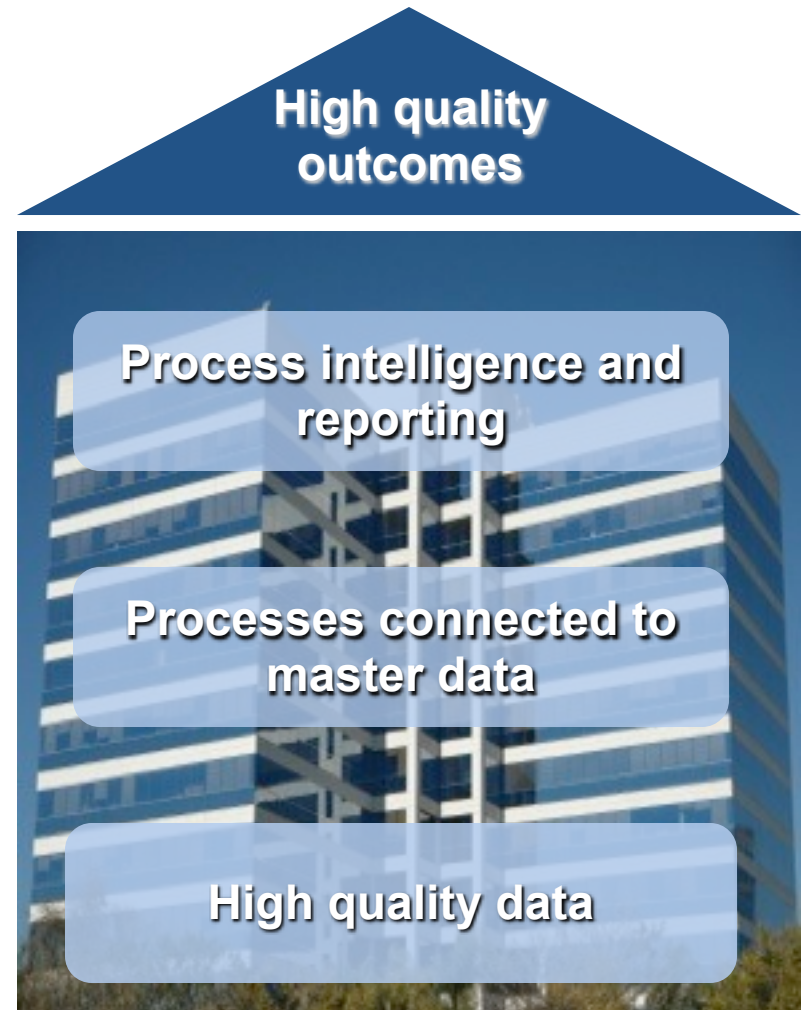 High quality
outcomes
Process intelligence and
reporting
Processes connected to
master data
High quality data